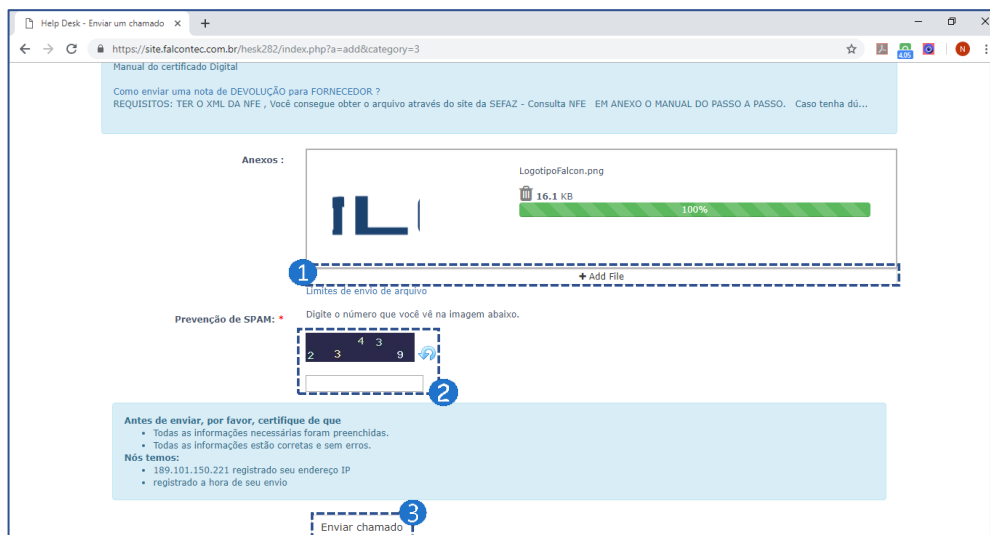 Help Desk - Enviar um chamado
https://site.falcontec.com.br/hesk282/index.php?a=add&category=3
4,05
N
Manual do certificado Digital
Como enviar uma nota de DEVOLUÇÃO para FORNECEDOR ?
REQUISITOS: TER O XML DA NFE , Você consegue obter o arquivo através do site da SEFAZ - Consulta NFE EM ANEXO O MANUAL DO PASSO A PASSO. Caso tenha dú...
Anexos :
LogotipoFalcon.png
16.1 KB
100%
1
+ Add File
Limites de envio de arquivo
Prevenção de SPAM: *
Digite o número que você vê na imagem abaixo.
2 3 4 3 9
2
Antes de enviar, por favor, certifique de que
• Todas as informações necessárias foram preenchidas.
• Todas as informações estão corretas e sem erros.
Nós temos:
• 189.101.150.221 registrado seu endereço IP
• registrado a hora de seu envio
3
Enviar chamado